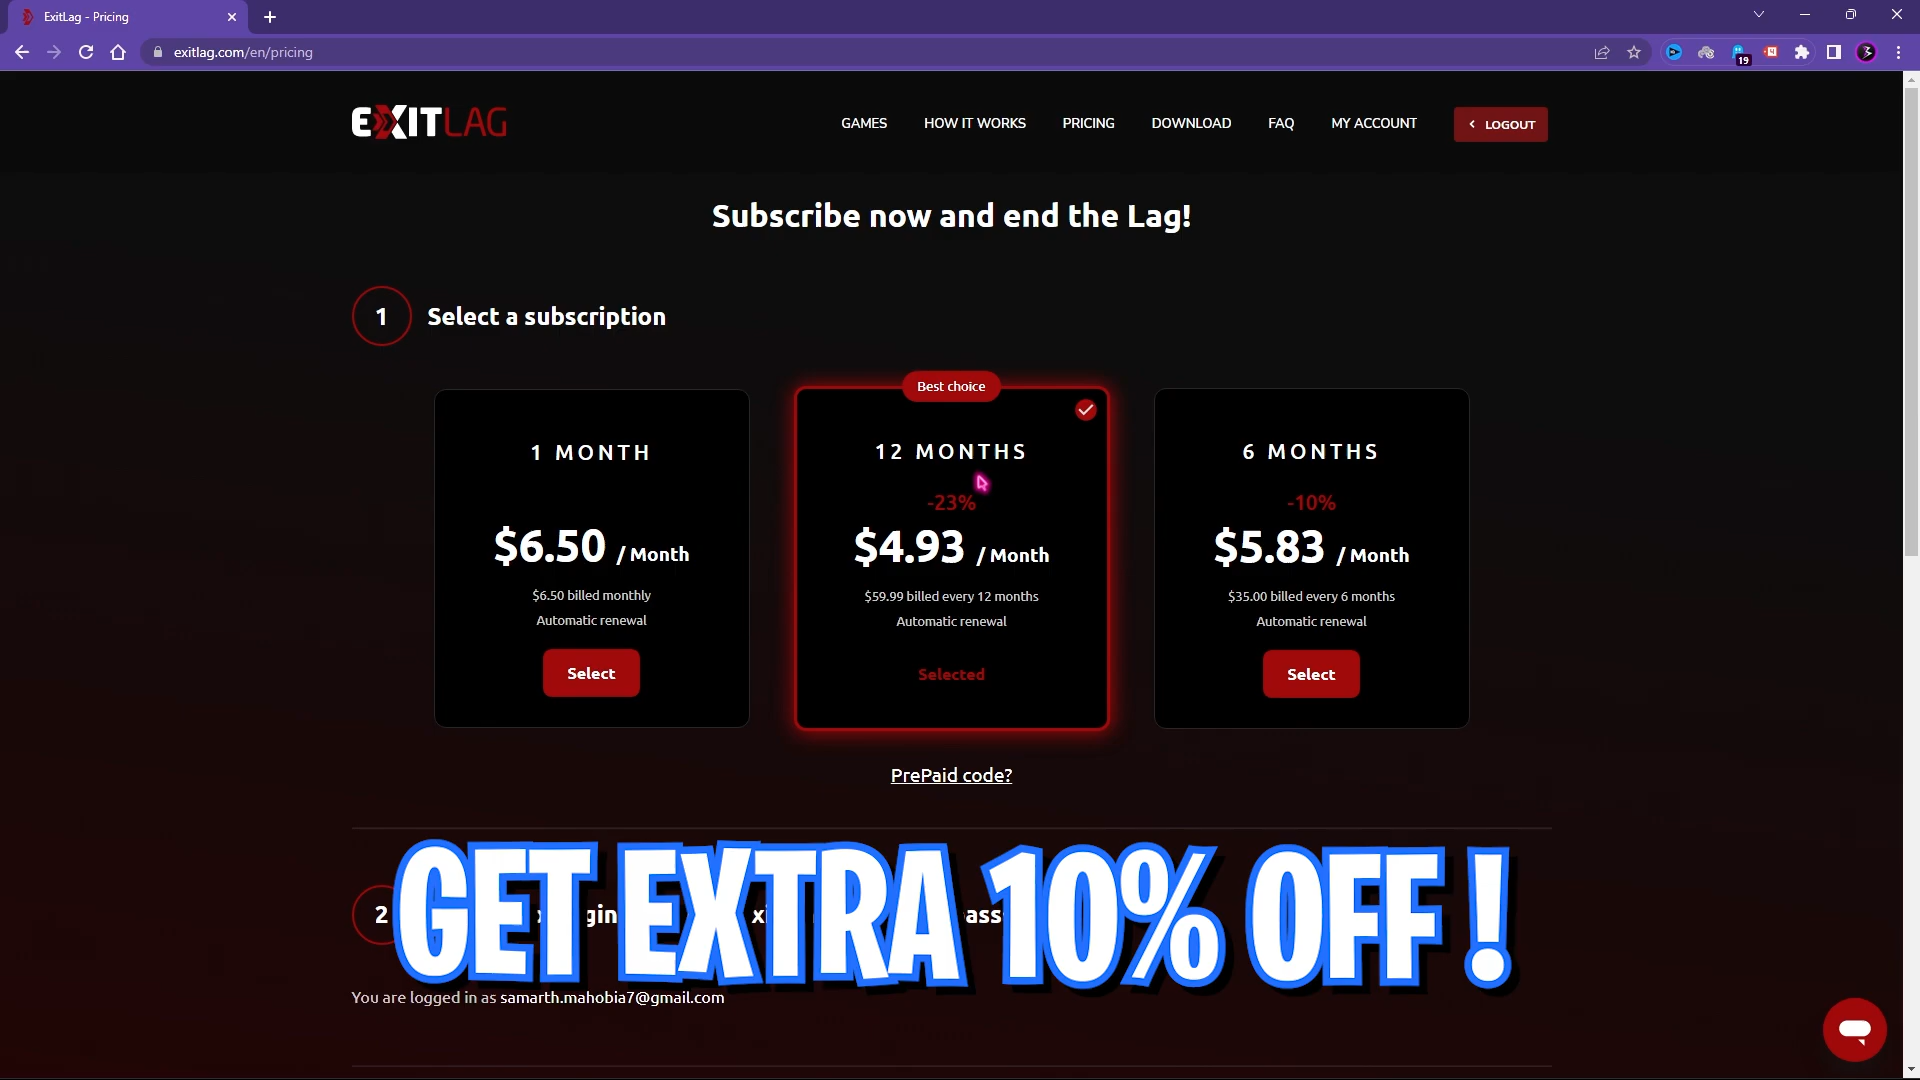 ExitLag - Pricing
exitlag.com/en/pricing
19
EXITLAG
GAMES
HOW IT WORKS
PRICING
DOWNLOAD
FAQ
MY ACCOUNT
LOGOUT
Subscribe now and end the Lag!
1
Select a subscription
1 MONTH
$6.50 / Month
$6.50 billed monthly
Automatic renewal
Select
Best choice
12 MONTHS
-23%
$4.93 / Month
$59.99 billed every 12 months
Automatic renewal
Selected
6 MONTHS
-10%
$5.83 / Month
$35.00 billed every 6 months
Automatic renewal
Select
PrePaid code?
2
GET EXTRA 10% OFF !
You are logged in as samarth.mahobia7@gmail.com